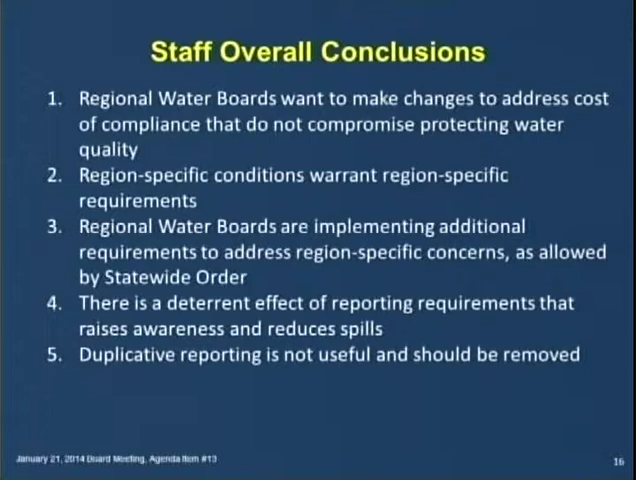 Staff Overall Conclusions
1. Regional Water Boards want to make changes to address cost
of compliance that do not compromise protecting water
quality
2. Region-specific conditions warrant region-specific
requirements
3. Regional Water Boards are implementing additional
requirements to address region-specific concerns, as allowed
by Statewide Order
4. There is a deterrent effect of reporting requirements that
raises awareness and reduces spills
5. Duplicative reporting is not useful and should be removed
January 21, 2014 Board Meeting, Agenda Item #13
16